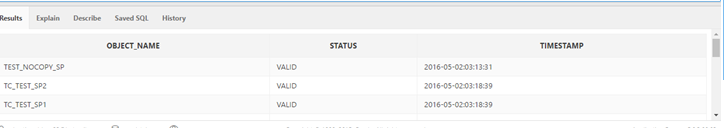 Results Explain Describe Saved SQL History
OBJECT_NAME STATUS TIMESTAMP
TEST_NOCOPY_SP VALID 2016-05-02:03:13:31
TC_TEST_SP2 VALID 2016-05-02:03:18:39
TC_TEST_SP1 VALID 2016-05-02:03:18:39